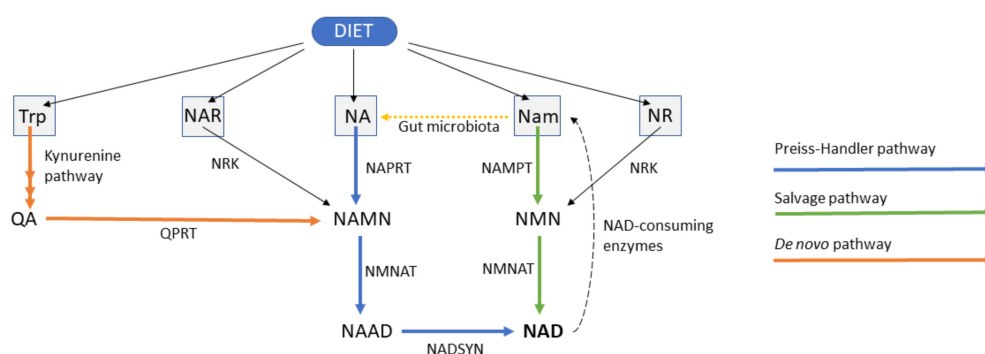 DIET
Trp
NAR
NA
Nam
NR
Gut microbiota
Kynurenine
pathway
NRK
NAPRT
NAMPT
NRK
Preiss-Handler pathway
Salvage pathway
QA
QPRT
NAMN
NMN
NAD-consuming
enzymes
De novo pathway
NMNAT
NMNAT
NAAD
NADSYN
NAD